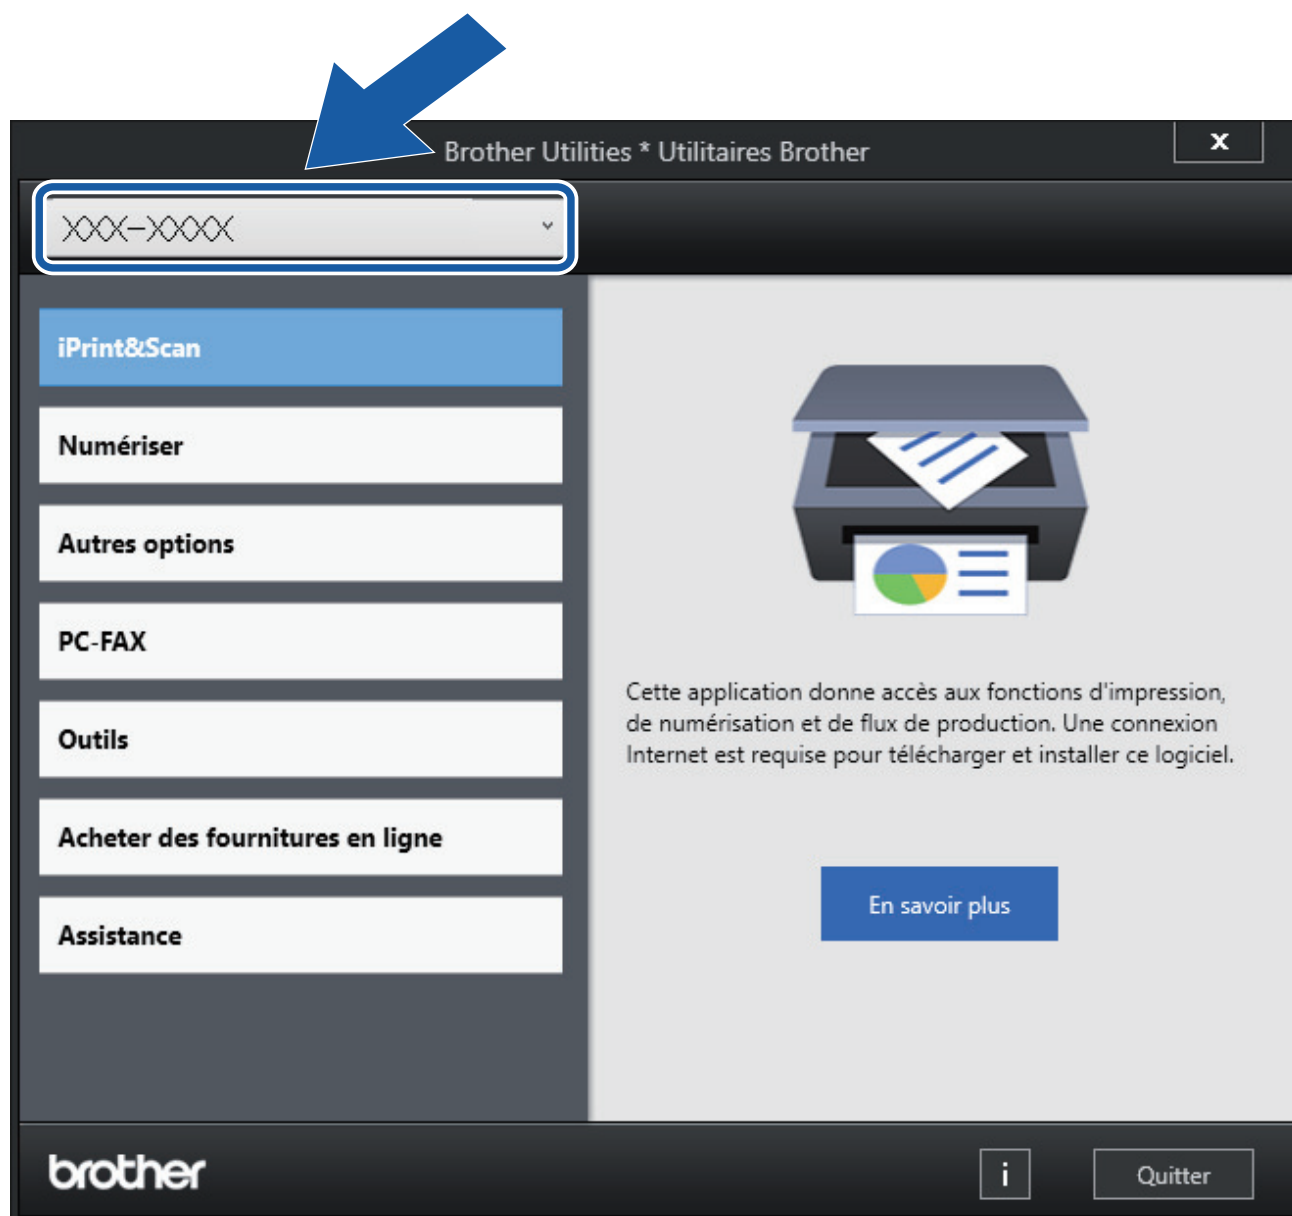 Brother Utilities * Utilitaires Brother
X
XXX-XXXX
iPrint&Scan
Numériser
Autres options
PC-FAX
Outils
Acheter des fournitures en ligne
Assistance
Cette application donne accès aux fonctions d'impression,
de numérisation et de flux de production. Une connexion
Internet est requise pour télécharger et installer ce logiciel.
En savoir plus
brother
i
Quitter